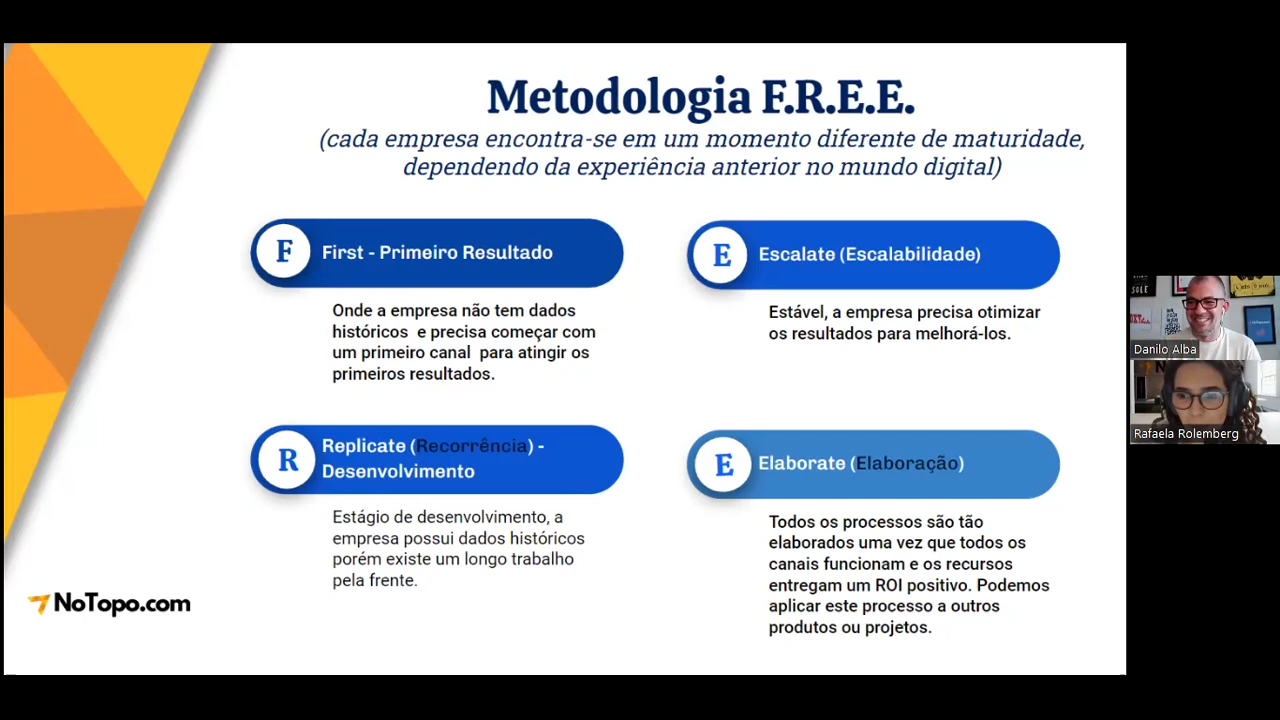 Metodologia F.R.E.E.
(cada empresa encontra-se em um momento diferente de maturidade,
dependendo da experiência anterior no mundo digital)
F
First - Primeiro Resultado
Onde a empresa não tem dados
históricos e precisa começar com
um primeiro canal para atingir os
primeiros resultados.
R
Replicate (Recorrência) -
Desenvolvimento
Estágio de desenvolvimento, a
empresa possui dados históricos
porém existe um longo trabalho
pela frente.
E
Escalate (Escalabilidade)
Estável, a empresa precisa otimizar
os resultados para melhorá-los.
E
Elaborate (Elaboração)
Todos os processos são tão
elaborados uma vez que todos os
canais funcionam e os recursos
entregam um ROI positivo. Podemos
aplicar este processo a outros
produtos ou projetos.
NoTopo.com
SOLE
Danilo Alba
Rafaela Rolemberg